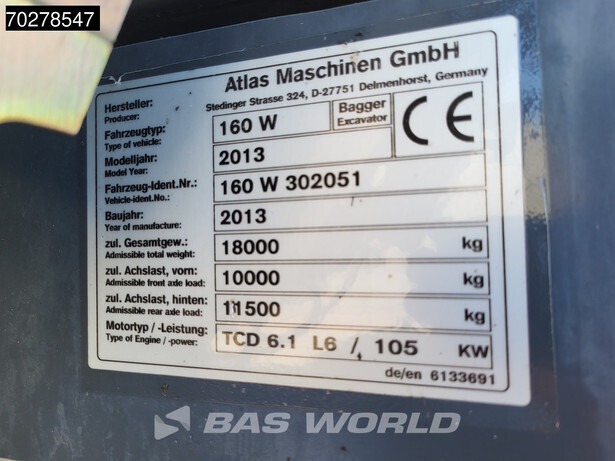 70278547
Atlas Maschinen GmbH
Stedinger Strasse 324, D-27751 Delmenhorst, Germany
Hersteller:
Producer:
Fahrzeugtyp: 160 W Bagger
Type of vehicle: Excavator
CE
Modelljahr: 2013
Model Year:
Fahrzeug-Ident.Nr.: 160 W 302051
Vehicle-ident.No.:
Baujahr: 2013
Year of manufacture:
zul. Gesamtgew.: 18000 kg
Admissible total weight:
zul. Achslast, vorn: 10000 kg
Admissible front axle load:
zul. Achslast, hinten: 11500 kg
Admissible rear axle load:
Motortyp / -Leistung: TCD 6.1 L6 / 105 KW
Type of Engine / -power:
de/en 6133691
BAS WORLD